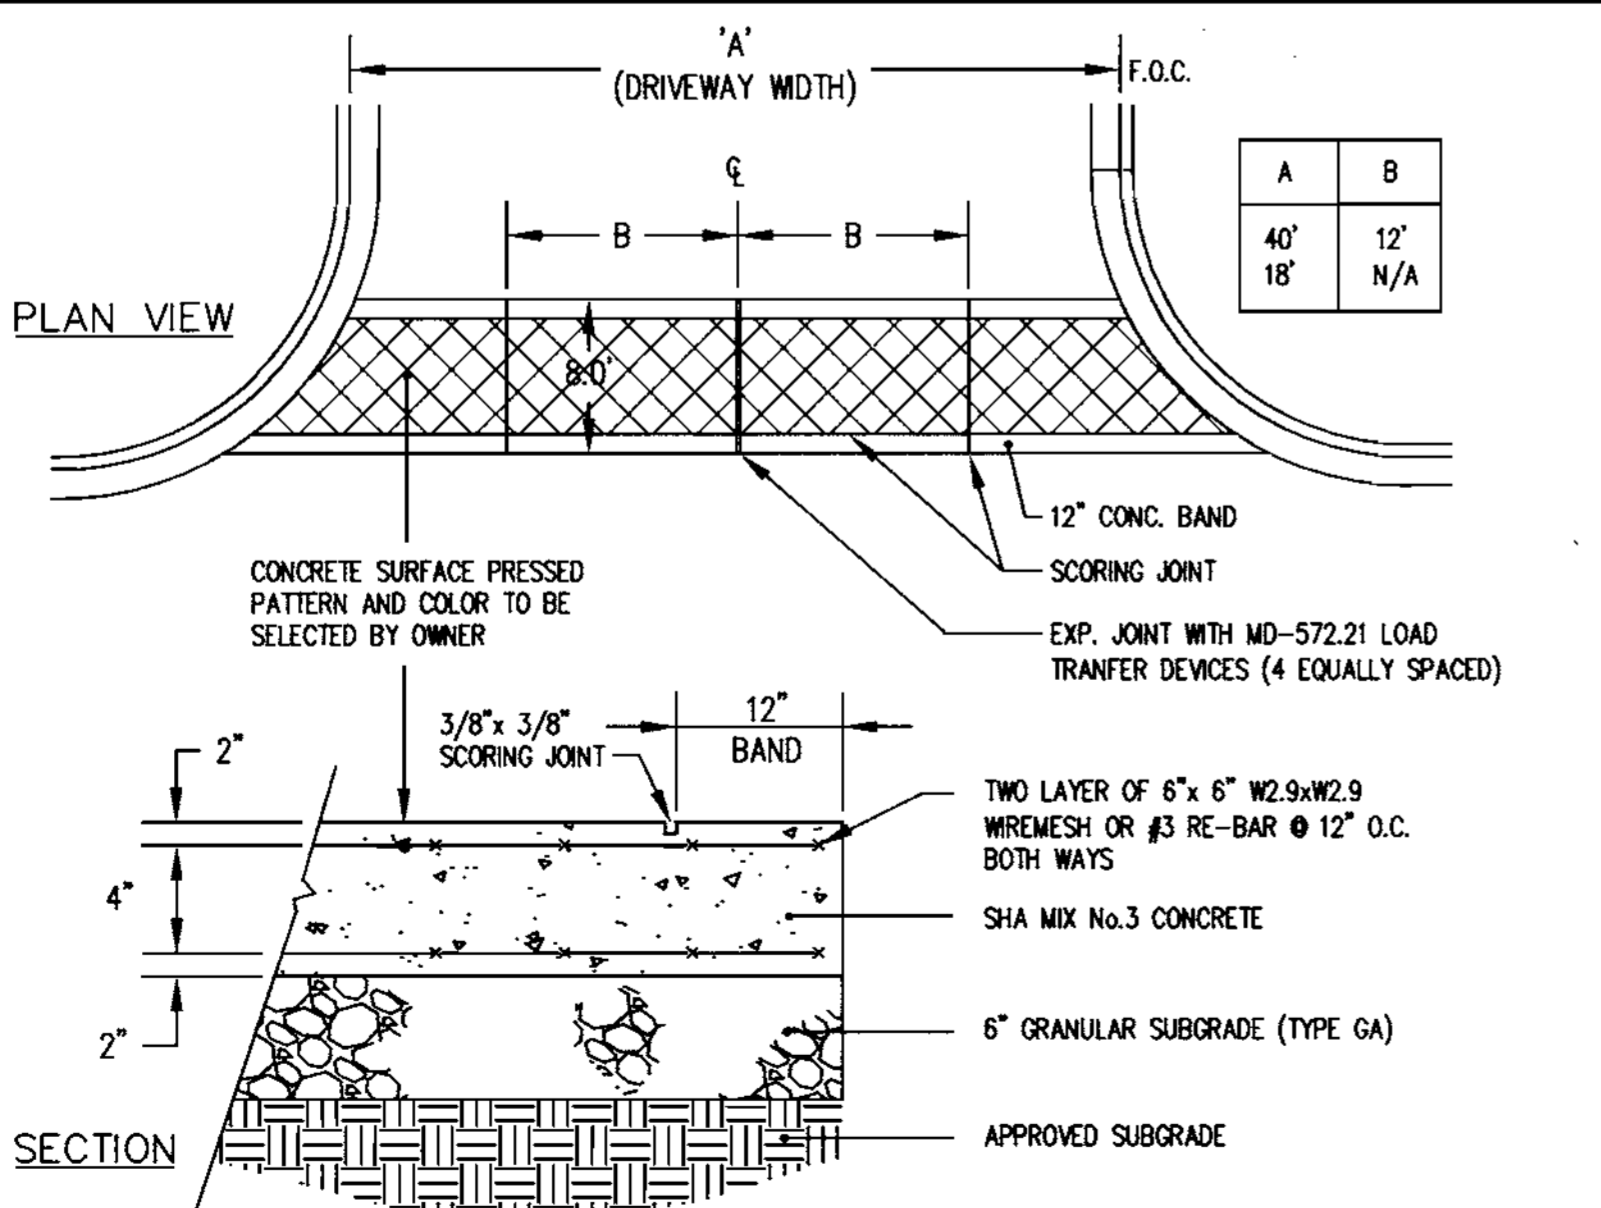 'A'
(DRIVEWAY WIDTH)
F.O.C.
℄
A B
40' 12'
18' N/A
B B
PLAN VIEW
8.0'
12" CONC. BAND
SCORING JOINT
EXP. JOINT WITH MD-572.21 LOAD
TRANFER DEVICES (4 EQUALLY SPACED)
CONCRETE SURFACE PRESSED
PATTERN AND COLOR TO BE
SELECTED BY OWNER
3/8"x 3/8"
SCORING JOINT
12"
BAND
2"
4"
2"
TWO LAYER OF 6"x 6" W2.9xW2.9
WIREMESH OR #3 RE-BAR @ 12" O.C.
BOTH WAYS
SHA MIX No.3 CONCRETE
6" GRANULAR SUBGRADE (TYPE GA)
APPROVED SUBGRADE
SECTION